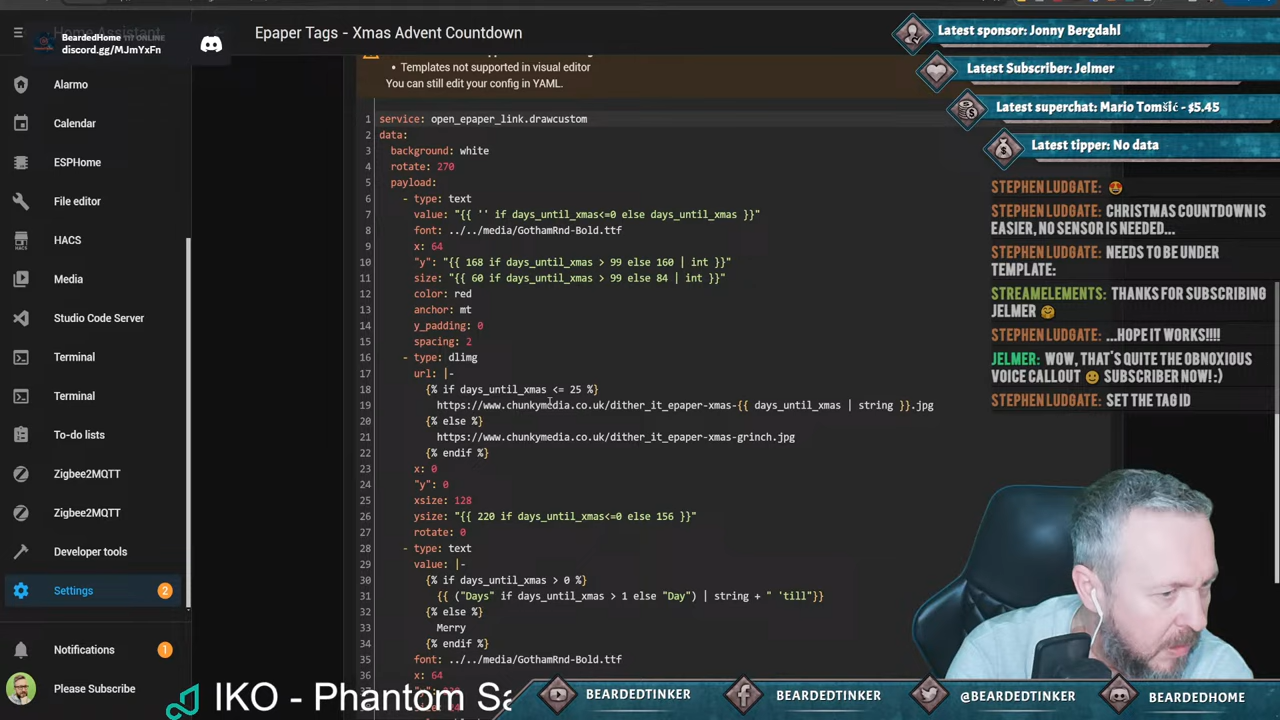 Home Assistant
BeardedHome 117 ONLINE
discord.gg/MJmYxFn
Epaper Tags - Xmas Advent Countdown
Alarmo
Calendar
ESPHome
File editor
HACS
Media
Studio Code Server
Terminal
Terminal
To-do lists
Zigbee2MQTT
Zigbee2MQTT
Developer tools
Settings 2
Notifications 1
Please Subscribe
• Templates not supported in visual editor
You can still edit your config in YAML.
1 service: open_epaper_link.drawcustom
2 data:
3 background: white
4 rotate: 270
5 payload:
6 - type: text
7 value: "{{ '' if days_until_xmas<=0 else days_until_xmas }}"
8 font: ../../media/GothamRnd-Bold.ttf
9 x: 64
10 "y": "{{ 168 if days_until_xmas > 99 else 160 | int }}"
11 size: "{{ 60 if days_until_xmas > 99 else 84 | int }}"
12 color: red
13 anchor: mt
14 y_padding: 0
15 spacing: 2
16 - type: dlimg
17 url: |-
18 {% if days_until_xmas <= 25 %}
19 https://www.chunkymedia.co.uk/dither_it_epaper-xmas-{{ days_until_xmas | string }}.jpg
20 {% else %}
21 https://www.chunkymedia.co.uk/dither_it_epaper-xmas-grinch.jpg
22 {% endif %}
23 x: 0
24 "y": 0
25 xsize: 128
26 ysize: "{{ 220 if days_until_xmas<=0 else 156 }}"
27 rotate: 0
28 - type: text
29 value: |-
30 {% if days_until_xmas > 0 %}
31 {{ ("Days" if days_until_xmas > 1 else "Day") | string + " 'till"}}
32 {% else %}
33 Merry
34 {% endif %}
35 font: ../../media/GothamRnd-Bold.ttf
36 x: 64
Latest sponsor: Jonny Bergdahl
Latest Subscriber: Jelmer
Latest superchat: Mario Tomšić - $5.45
Latest tipper: No data
STEPHEN LUDGATE: 🤩
STEPHEN LUDGATE: CHRISTMAS COUNTDOWN IS
EASIER, NO SENSOR IS NEEDED...
STEPHEN LUDGATE: NEEDS TO BE UNDER
TEMPLATE:
STREAMELEMENTS: THANKS FOR SUBSCRIBING
JELMER 🤗
STEPHEN LUDGATE: ...HOPE IT WORKS!!!!
JELMER: WOW, THAT'S QUITE THE OBNOXIOUS
VOICE CALLOUT 🙂 SUBSCRIBER NOW! :)
STEPHEN LUDGATE: SET THE TAG ID
IKO - Phantom Sa
BEARDEDTINKER
BEARDEDTINKER
@BEARDEDTINKER
BEARDEDHOME